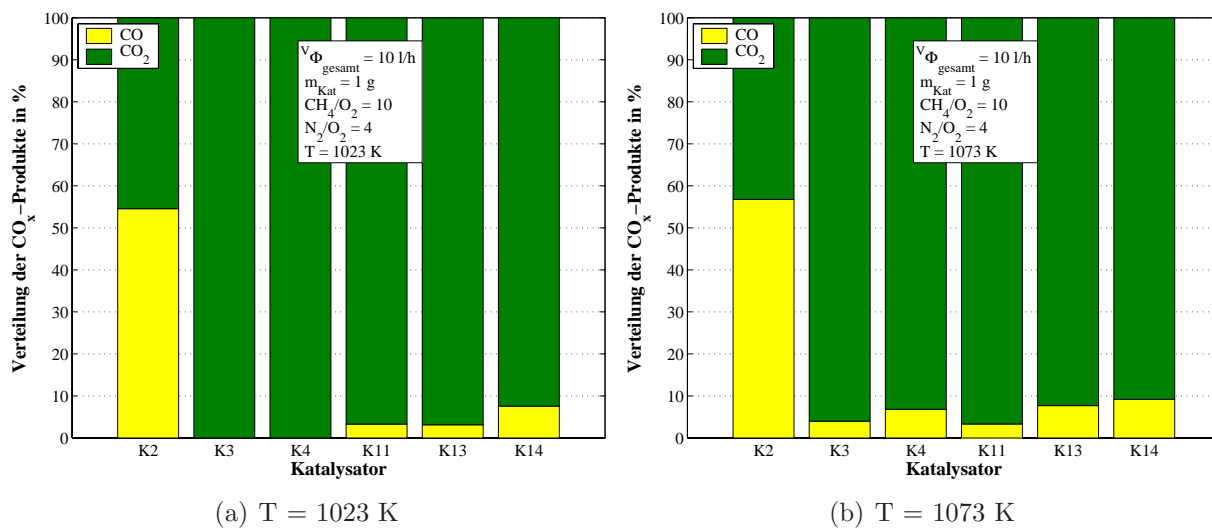 100
90
80
70
60
50
40
30
20
10
0
Verteilung der COₓ−Produkte in %
CO
CO₂
ⱽΦgesamt = 10 l/h
mKat = 1 g
CH₄/O₂ = 10
N₂/O₂ = 4
T = 1023 K
K2 K3 K4 K11 K13 K14
Katalysator
(a) T = 1023 K
100
90
80
70
60
50
40
30
20
10
0
Verteilung der COₓ−Produkte in %
CO
CO₂
ⱽΦgesamt = 10 l/h
mKat = 1 g
CH₄/O₂ = 10
N₂/O₂ = 4
T = 1073 K
K2 K3 K4 K11 K13 K14
Katalysator
(b) T = 1073 K